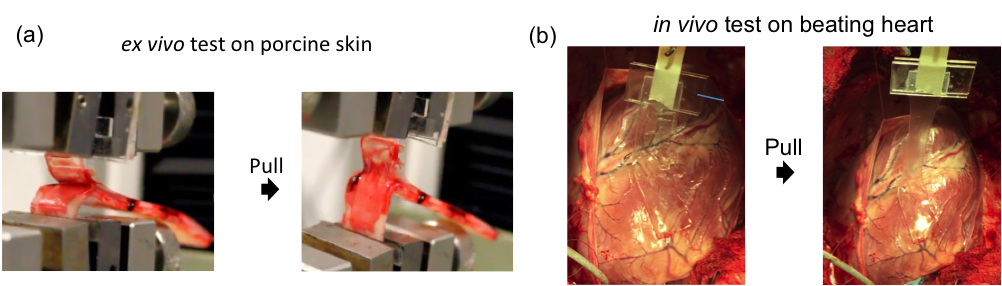 (a)
ex vivo test on porcine skin
Pull
(b)
in vivo test on beating heart
Pull